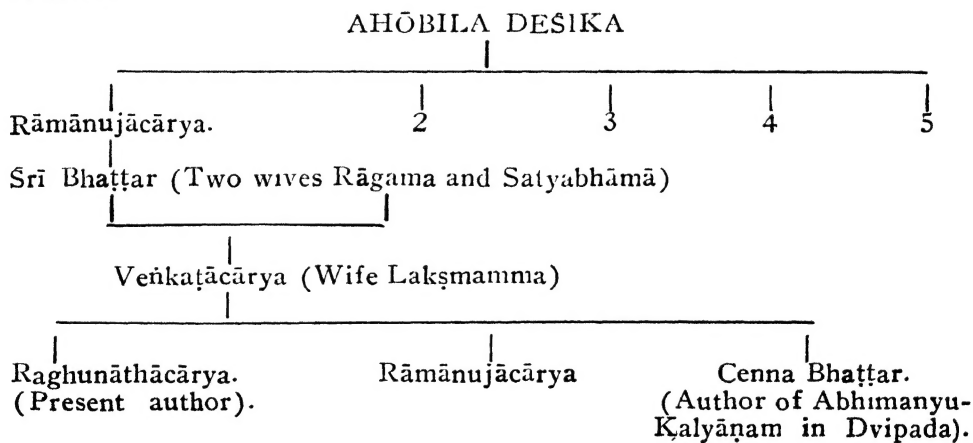 AHŌBILA DEŚIKA
Rāmānujācārya. 2 3 4 5
Śrī Bhaṭṭar (Two wives Rāgama and Satyabhāmā)
Veṅkaṭācārya (Wife Lakṣmamma)
Raghunāthācārya. Rāmānujācārya Cenna Bhaṭṭar.
(Present author). (Author of Abhimanyu-
Ḳalyāṇam in Dvipada).